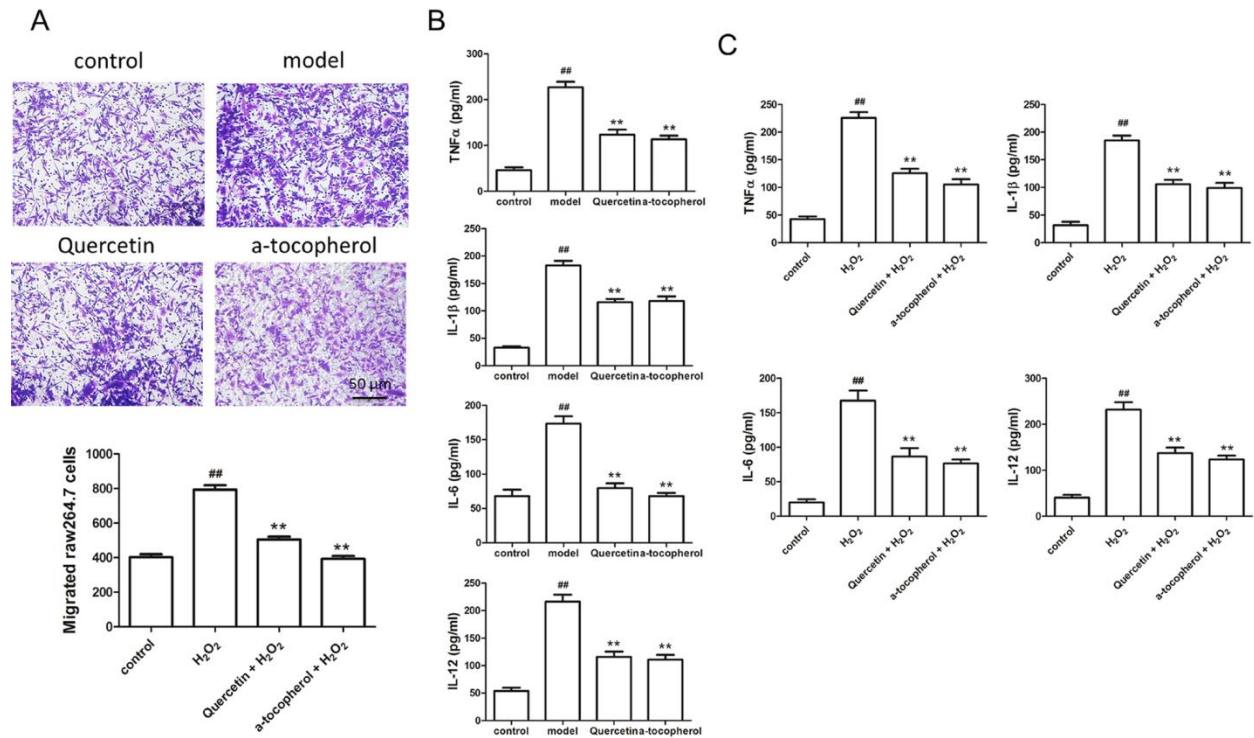 A
control model
Quercetin a-tocopherol
50 μm
Migrated raw264.7 cells
1000
800
600
400
200
0
##
**
**
control
H₂O₂
Quercetin + H₂O₂
a-tocopherol + H₂O₂
B
TNFα (pg/ml)
300
200
100
0
##
**
**
control model Quercetin a-tocopherol
IL-1β (pg/ml)
250
200
150
100
50
0
##
**
**
control model Quercetin a-tocopherol
IL-6 (pg/ml)
200
150
100
50
0
##
**
**
control model Quercetin a-tocopherol
IL-12 (pg/ml)
250
200
150
100
50
0
##
**
**
control model Quercetin a-tocopherol
C
TNFα (pg/ml)
250
200
150
100
50
0
##
**
**
control
H₂O₂
Quercetin + H₂O₂
a-tocopherol + H₂O₂
IL-1β (pg/ml)
250
200
150
100
50
0
##
**
**
control
H₂O₂
Quercetin + H₂O₂
a-tocopherol + H₂O₂
IL-6 (pg/ml)
200
150
100
50
0
##
**
**
control
H₂O₂
Quercetin + H₂O₂
a-tocopherol + H₂O₂
IL-12 (pg/ml)
300
200
100
0
##
**
**
control
H₂O₂
Quercetin + H₂O₂
a-tocopherol + H₂O₂